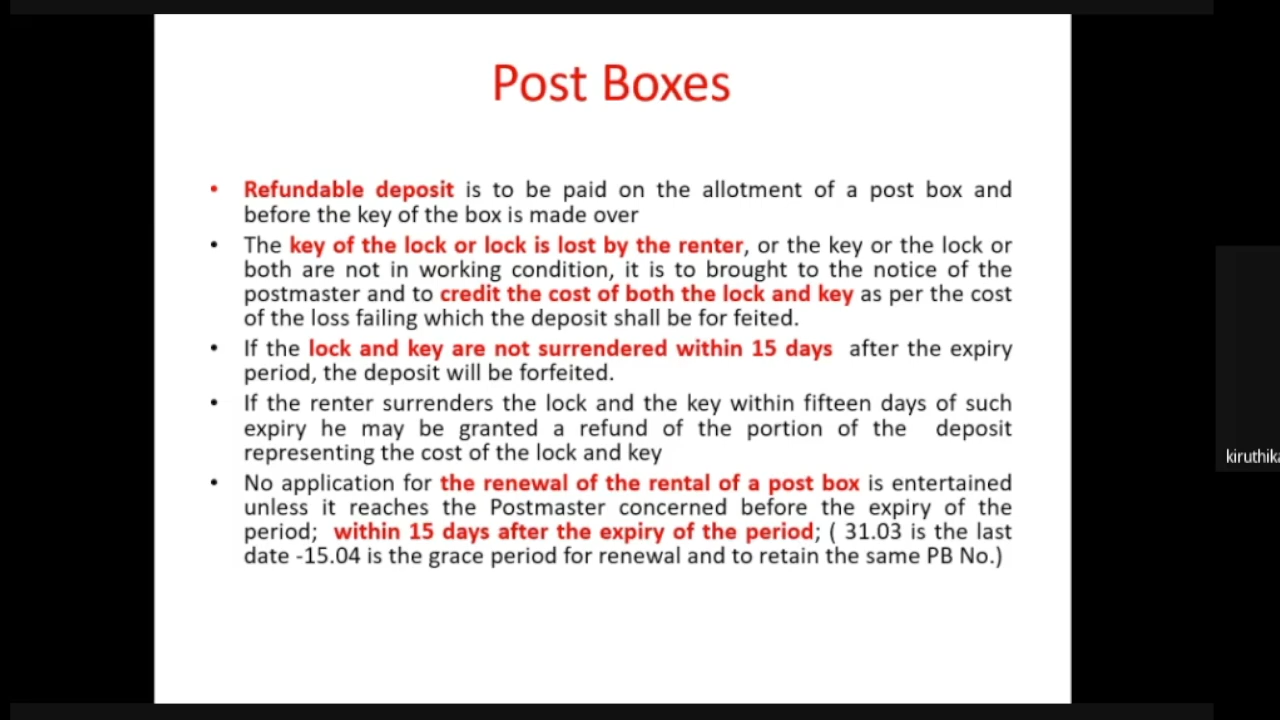 Post Boxes
• Refundable deposit is to be paid on the allotment of a post box and
before the key of the box is made over
• The key of the lock or lock is lost by the renter, or the key or the lock or
both are not in working condition, it is to brought to the notice of the
postmaster and to credit the cost of both the lock and key as per the cost
of the loss failing which the deposit shall be for feited.
• If the lock and key are not surrendered within 15 days after the expiry
period, the deposit will be forfeited.
• If the renter surrenders the lock and the key within fifteen days of such
expiry he may be granted a refund of the portion of the deposit
representing the cost of the lock and key
• No application for the renewal of the rental of a post box is entertained
unless it reaches the Postmaster concerned before the expiry of the
period; within 15 days after the expiry of the period; ( 31.03 is the last
date -15.04 is the grace period for renewal and to retain the same PB No.)
kiruthika